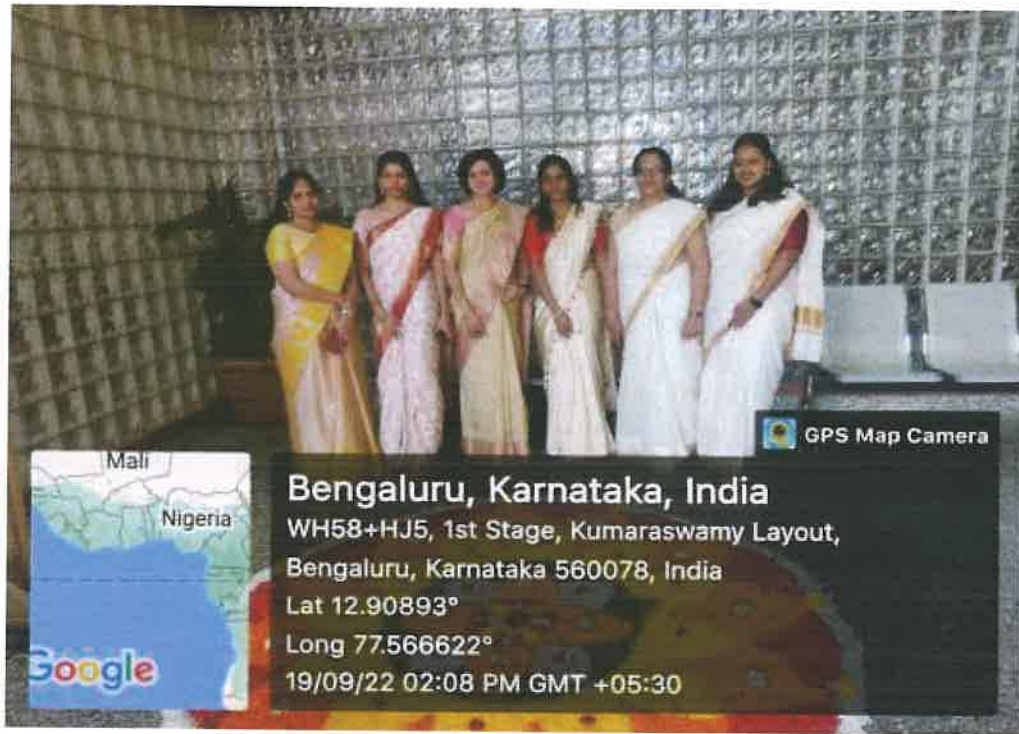 GPS Map Camera
Mali
Nigeria
Google
Bengaluru, Karnataka, India
WH58+HJ5, 1st Stage, Kumaraswamy Layout,
Bengaluru, Karnataka 560078, India
Lat 12.90893°
Long 77.566622°
19/09/22 02:08 PM GMT +05:30